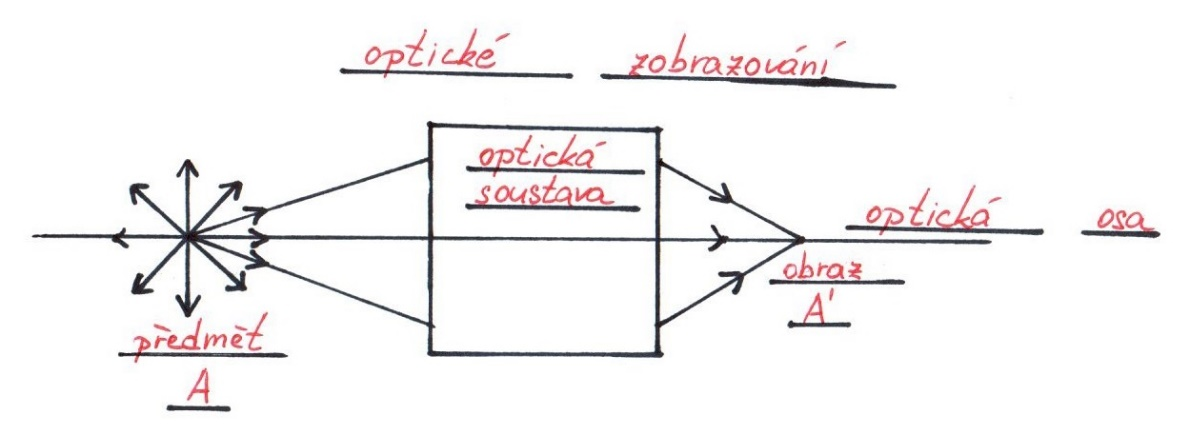 optické zobrazování
optická
soustava
optická osa
obraz
A'
předmět
A